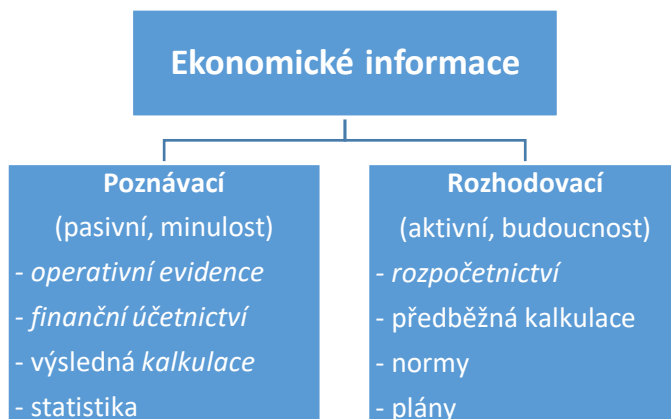 Ekonomické informace
Poznávací
(pasivní, minulost)
- operativní evidence
- finanční účetnictví
- výsledná kalkulace
- statistika
Rozhodovací
(aktivní, budoucnost)
- rozpočetnictví
- předběžná kalkulace
- normy
- plány